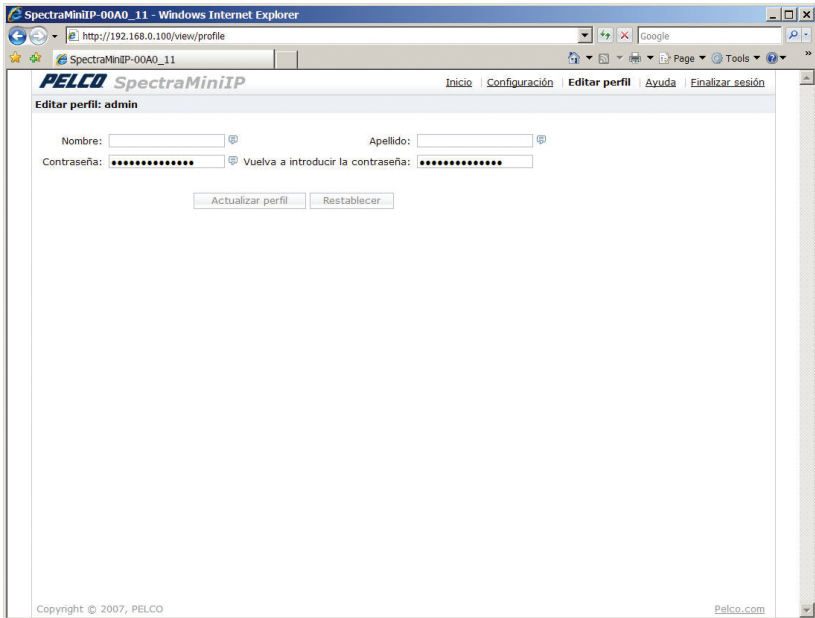 SpectraMiniIP-00A0_11 - Windows Internet Explorer
http://192.168.0.100/view/profile
Google
SpectraMiniIP-00A0_11
Page
Tools
PELCO SpectraMiniIP
Inicio Configuración Editar perfil Ayuda Finalizar sesión
Editar perfil: admin
Nombre: Apellido:
Contraseña: •••••••••••••• Vuelva a introducir la contraseña: ••••••••••••••
Actualizar perfil Restablecer
Copyright © 2007, PELCO Pelco.com